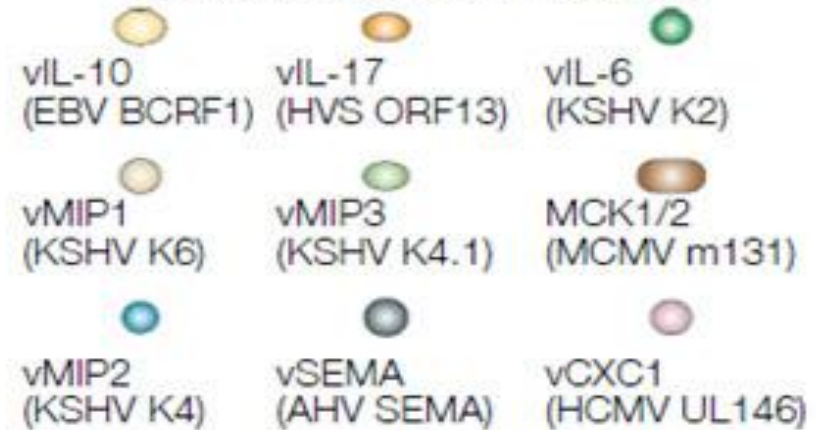 vIL-10
(EBV BCRF1)
vIL-17
(HVS ORF13)
vIL-6
(KSHV K2)
vMIP1
(KSHV K6)
vMIP3
(KSHV K4.1)
MCK1/2
(MCMV m131)
vMIP2
(KSHV K4)
vSEMA
(AHV SEMA)
vCXC1
(HCMV UL146)